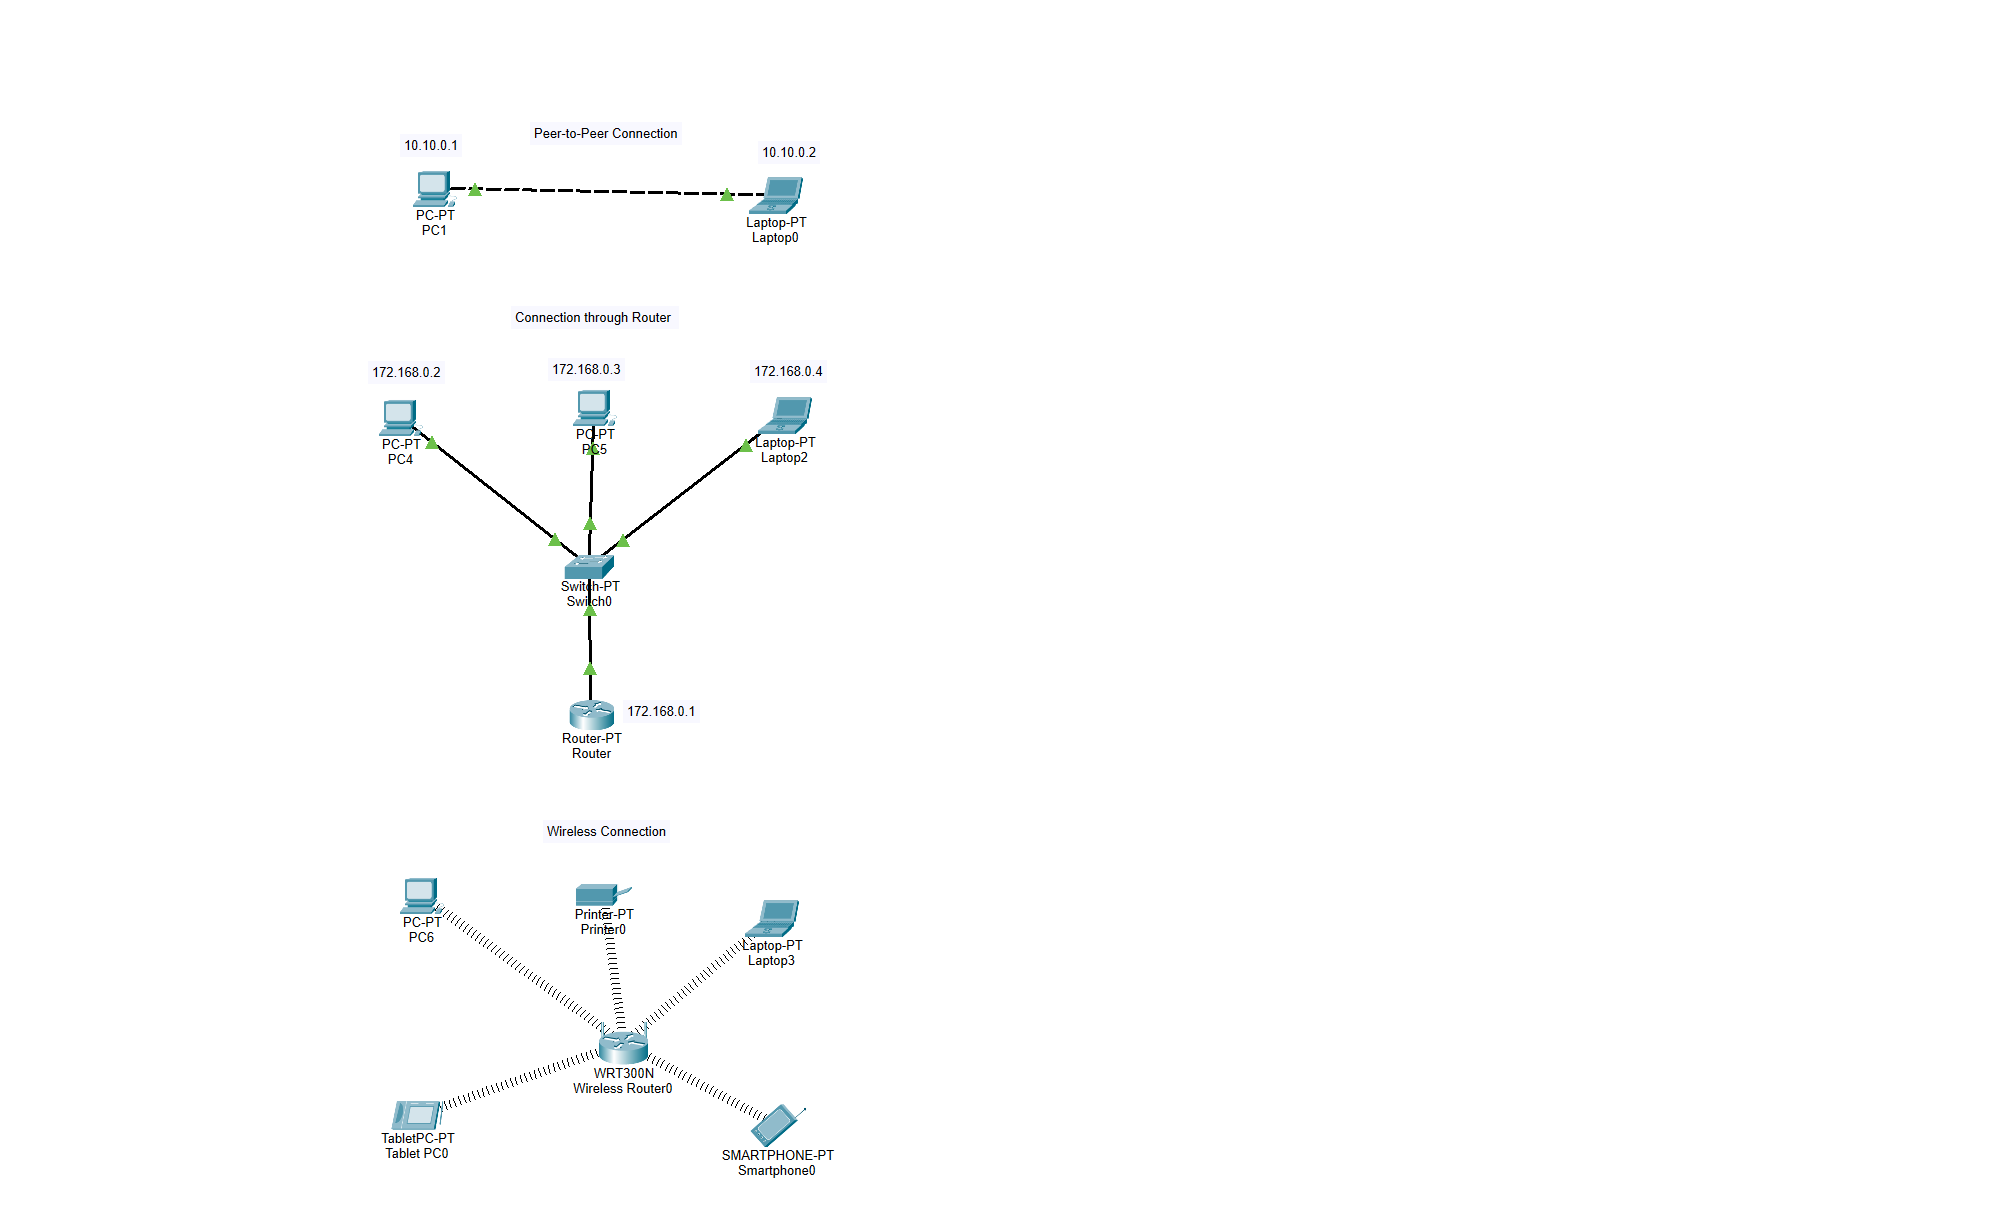 Peer-to-Peer Connection
10.10.0.1
10.10.0.2
PC-PT
PC1
Laptop-PT
Laptop0
Connection through Router
172.168.0.2
172.168.0.3
172.168.0.4
PC-PT
PC4
PC-PT
PC5
Laptop-PT
Laptop2
Switch-PT
Switch0
172.168.0.1
Router-PT
Router
Wireless Connection
PC-PT
PC6
Printer-PT
Printer0
Laptop-PT
Laptop3
WRT300N
Wireless Router0
TabletPC-PT
Tablet PC0
SMARTPHONE-PT
Smartphone0